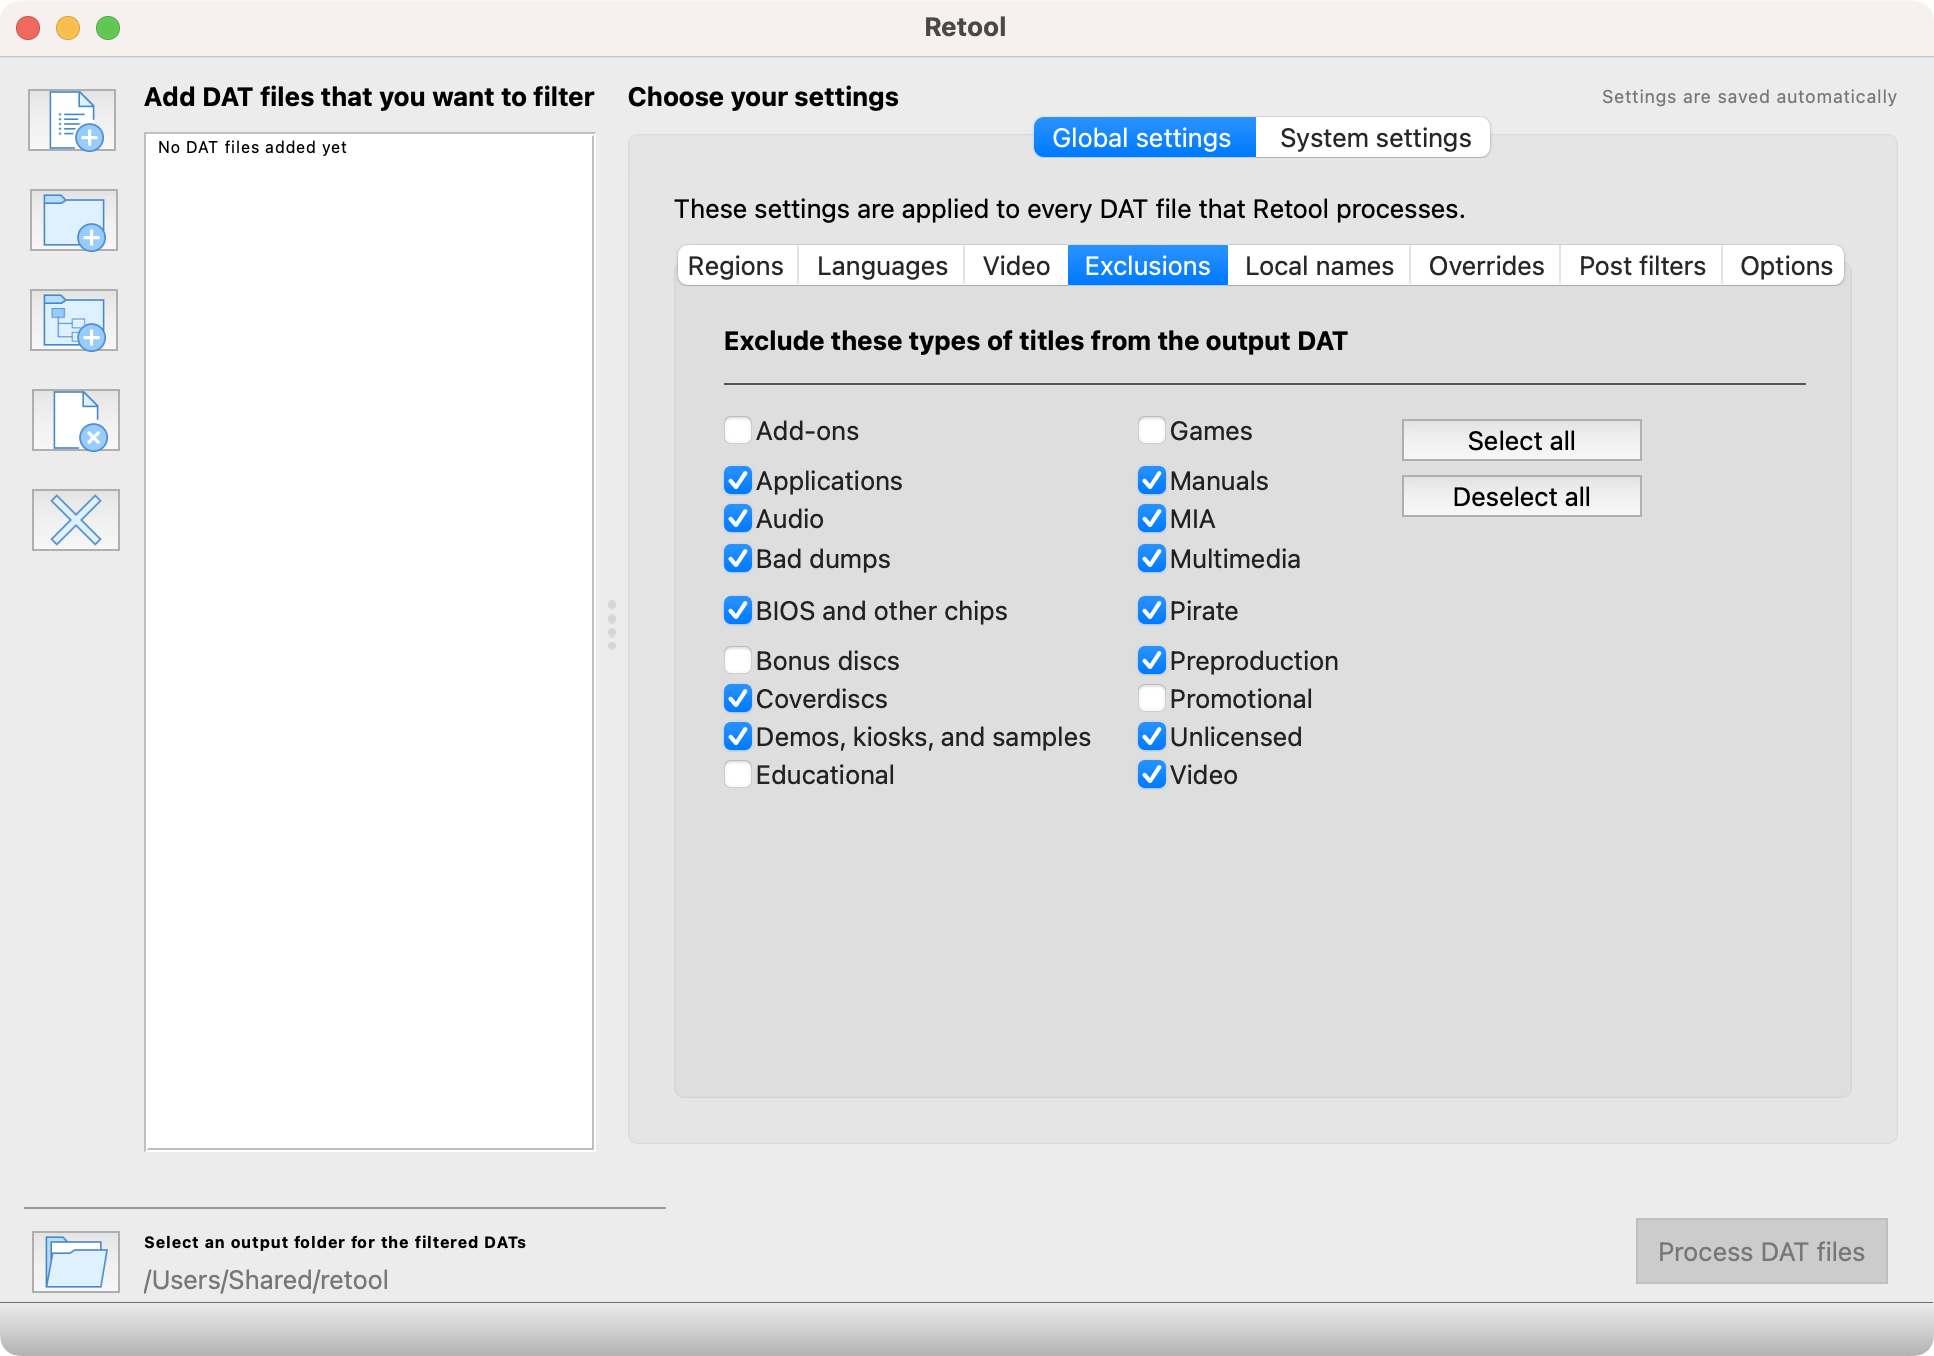 Retool
Add DAT files that you want to filter
No DAT files added yet
Choose your settings
Settings are saved automatically
Global settings
System settings
These settings are applied to every DAT file that Retool processes.
Regions
Languages
Video
Exclusions
Local names
Overrides
Post filters
Options
Exclude these types of titles from the output DAT
Add-ons
Applications
Audio
Bad dumps
BIOS and other chips
Bonus discs
Coverdiscs
Demos, kiosks, and samples
Educational
Games
Manuals
MIA
Multimedia
Pirate
Preproduction
Promotional
Unlicensed
Video
Select all
Deselect all
Select an output folder for the filtered DATs
/Users/Shared/retool
Process DAT files